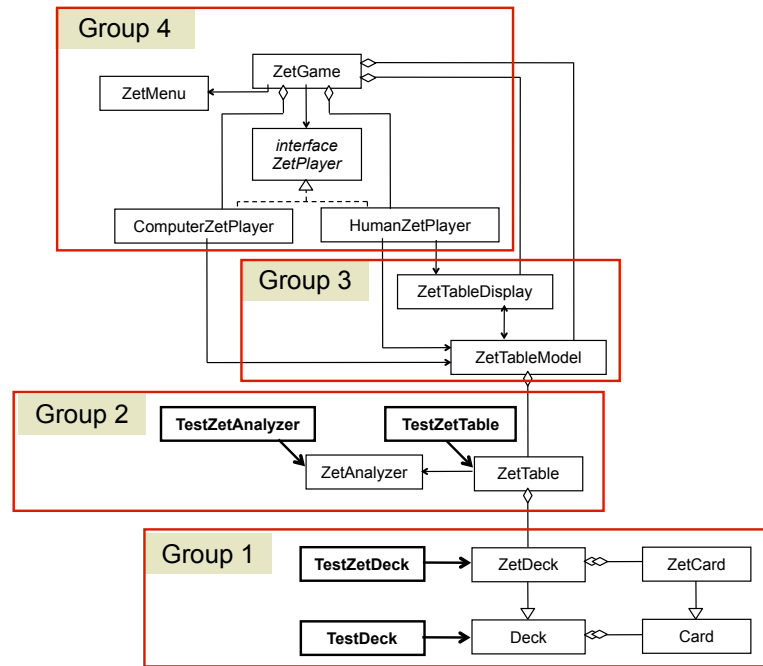 Group 4
ZetGame
ZetMenu
interface
ZetPlayer
ComputerZetPlayer
HumanZetPlayer
Group 3
ZetTableDisplay
ZetTableModel
Group 2
TestZetAnalyzer
TestZetTable
ZetAnalyzer
ZetTable
Group 1
TestZetDeck
ZetDeck
ZetCard
TestDeck
Deck
Card